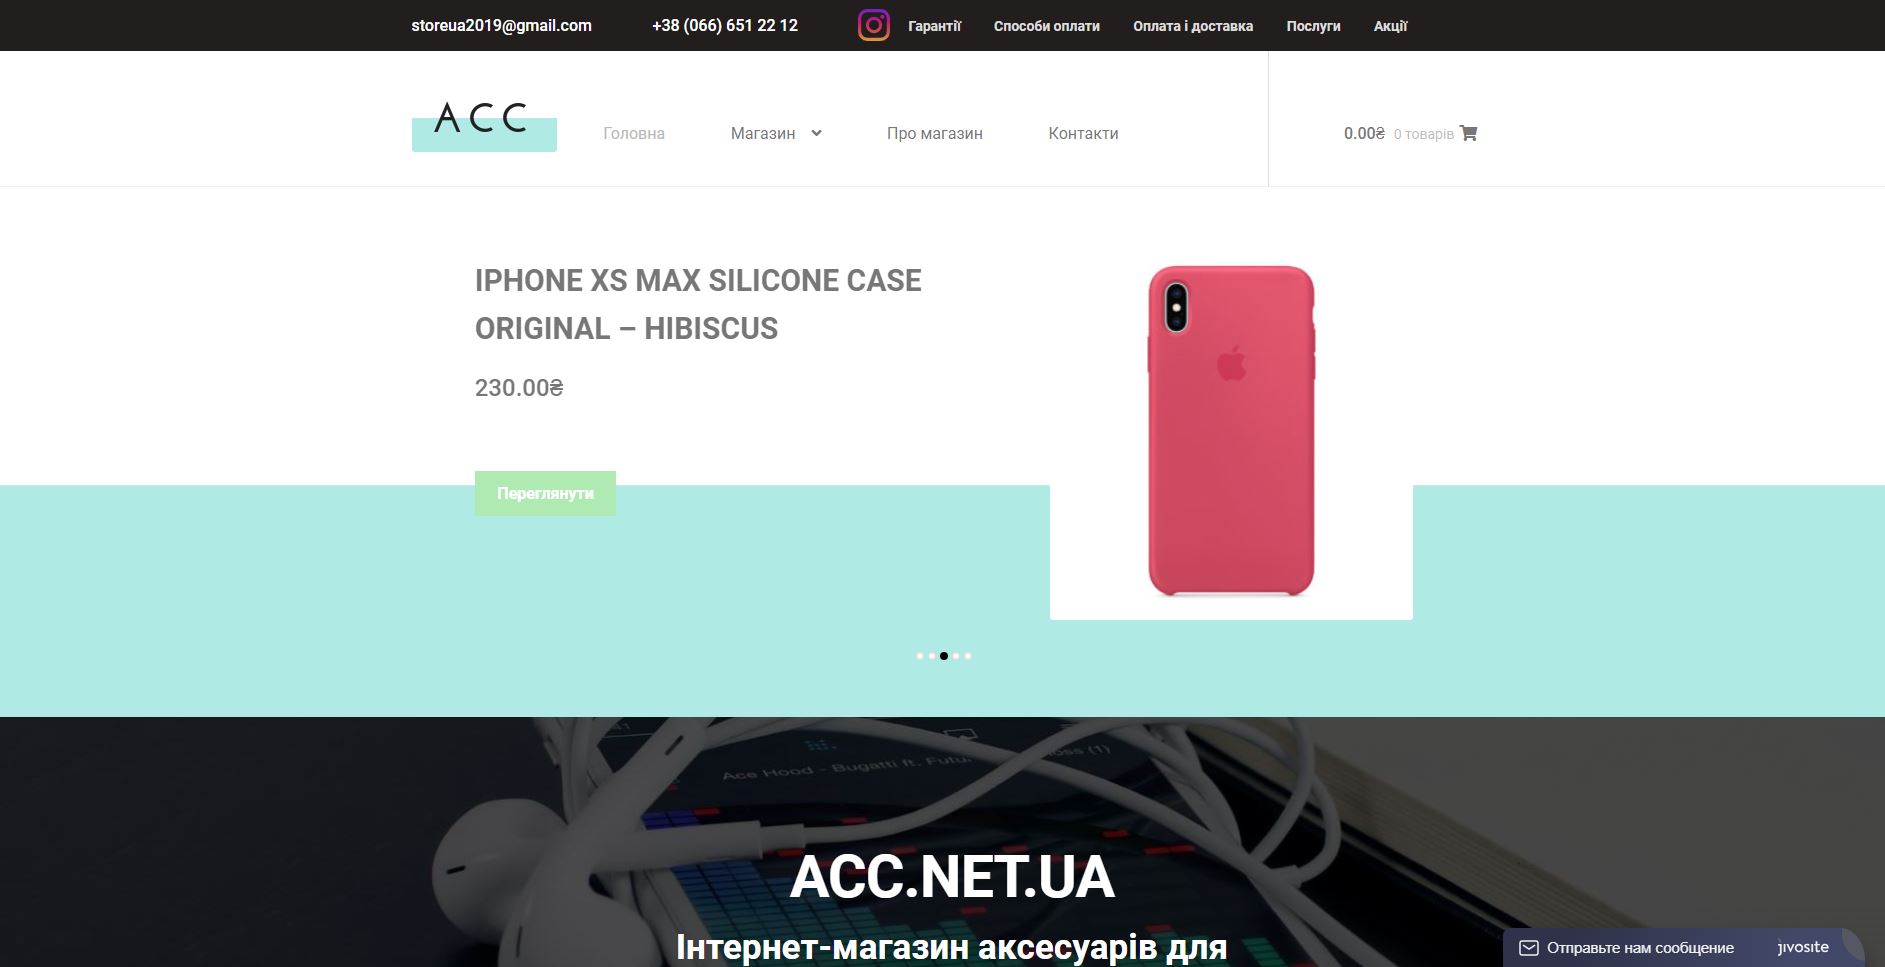 storeua2019@gmail.com +38 (066) 651 22 12 Гарантії Способи оплати Оплата і доставка Послуги Акції
ACC
Головна Магазин Про магазин Контакти 0.00₴ 0 товарів
IPHONE XS MAX SILICONE CASE
ORIGINAL – HIBISCUS
230.00₴
Переглянути
Ace Hood - Bugatti ft. Futu
(1)
ACC.NET.UA
Інтернет-магазин аксесуарів для
Отправьте нам сообщение jivosite